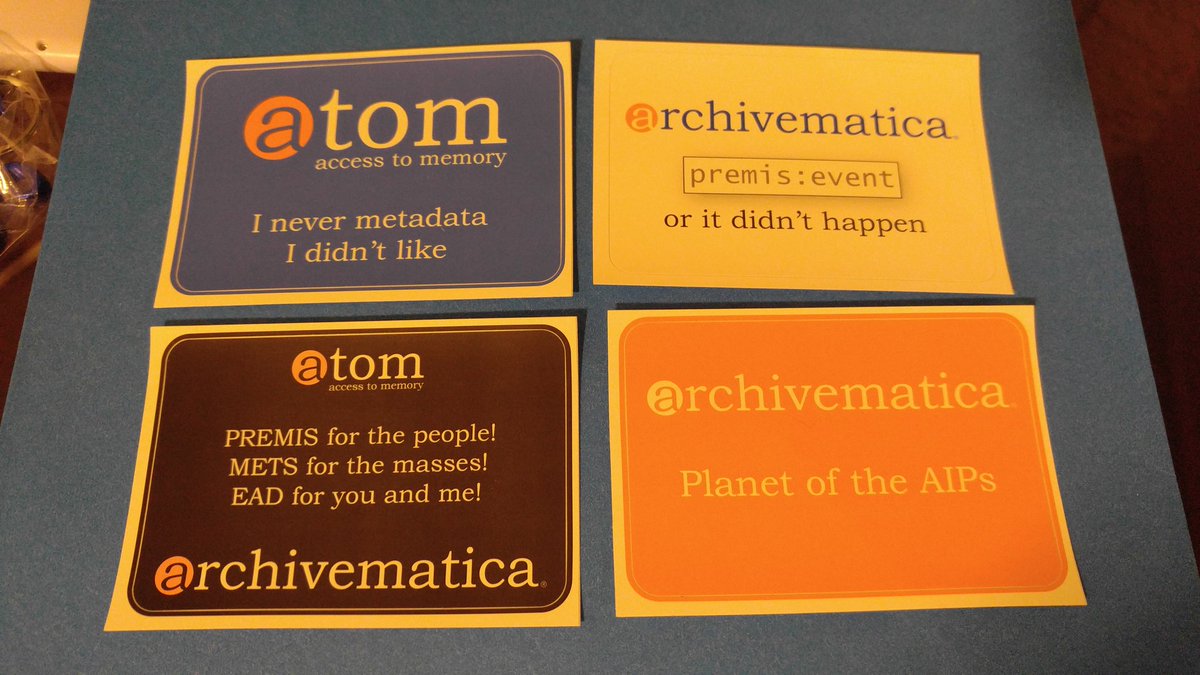 atom
access to memory
I never metadata
I didn't like
archivematica
premis:event
or it didn't happen
atom
access to memory
PREMIS for the people!
METS for the masses!
EAD for you and me!
archivematica®
archivematica
Planet of the AIPs